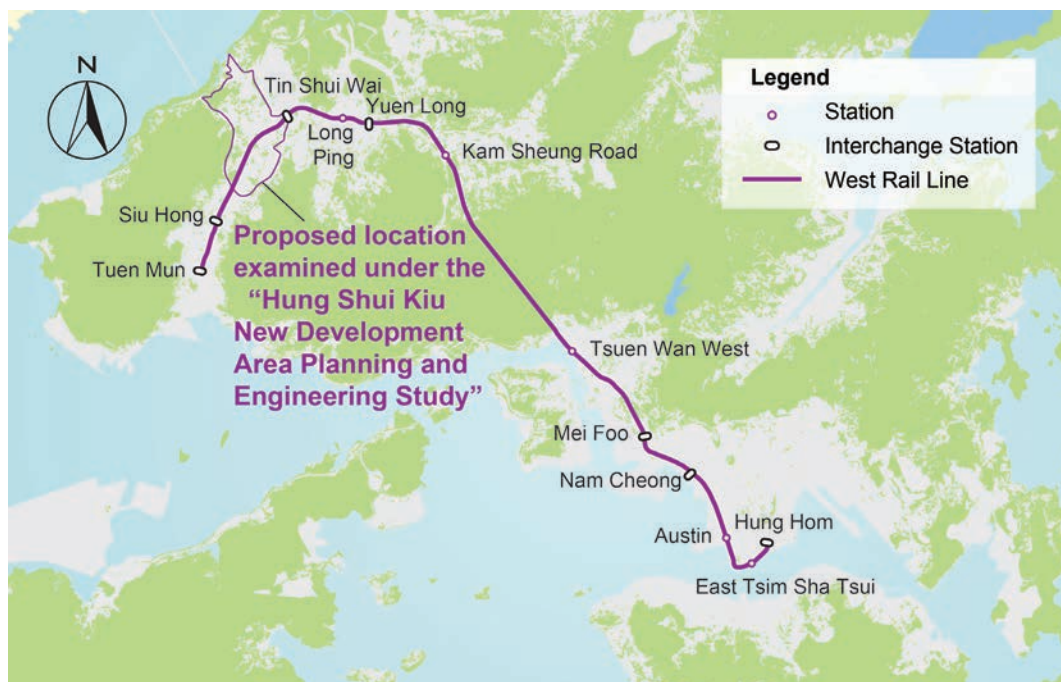 N
Legend
Station
Interchange Station
West Rail Line
Tin Shui Wai
Yuen Long
Long
Ping
Kam Sheung Road
Siu Hong
Tuen Mun
Proposed location
examined under the
“Hung Shui Kiu
New Development
Area Planning and
Engineering Study”
Tsuen Wan West
Mei Foo
Nam Cheong
Austin
Hung Hom
East Tsim Sha Tsui